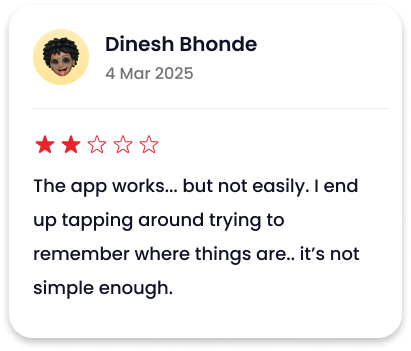 Dinesh Bhonde
4 Mar 2025
The app works... but not easily. I end
up tapping around trying to
remember where things are.. it’s not
simple enough.